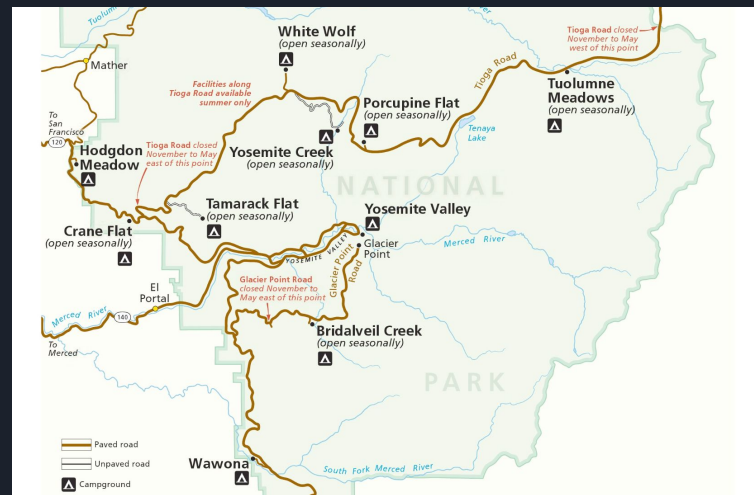 Tuolumne
White Wolf
(open seasonally)
Tioga Road closed
November to May
west of this point
Mather
Facilities along
Tioga Road available
summer only
Tioga Road
Porcupine Flat
(open seasonally)
Tuolumne
Meadows
(open seasonally)
To
San
Francisco
120
Tioga Road closed
November to May
east of this point
Hodgdon
Meadow
Yosemite Creek
(open seasonally)
Tenaya
Lake
NATIONAL
Tamarack Flat
(open seasonally)
Yosemite Valley
Crane Flat
(open seasonally)
YOSEMITE VALLEY
Glacier
Point
Merced River
Glacier Point
Road
Glacier Point Road
closed November to
May east of this point
El
Portal
Merced River
140
To
Merced
Bridalveil Creek
(open seasonally)
PARK
Paved road
Unpaved road
Campground
Wawona
South Fork Merced River